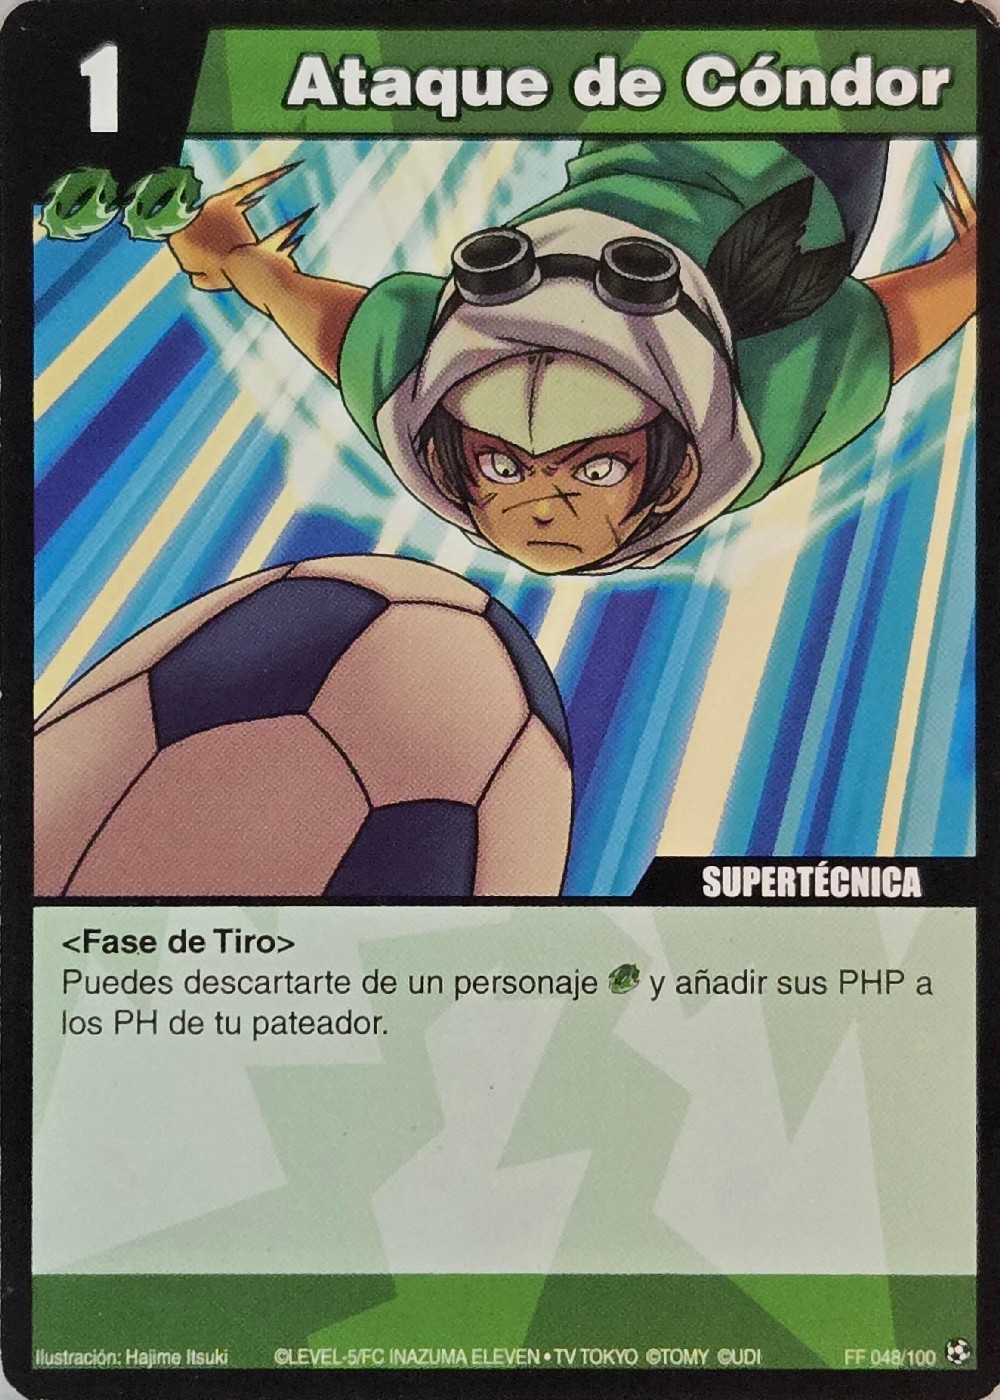 1
Ataque de Cóndor
SUPERTÉCNICA
<Fase de Tiro>
Puedes descartarte de un personaje y añadir sus PHP a
los PH de tu pateador.
Ilustración: Hajime Itsuki ©LEVEL-5/FC INAZUMA ELEVEN • TV TOKYO ©TOMY ©UDI FF 048/100